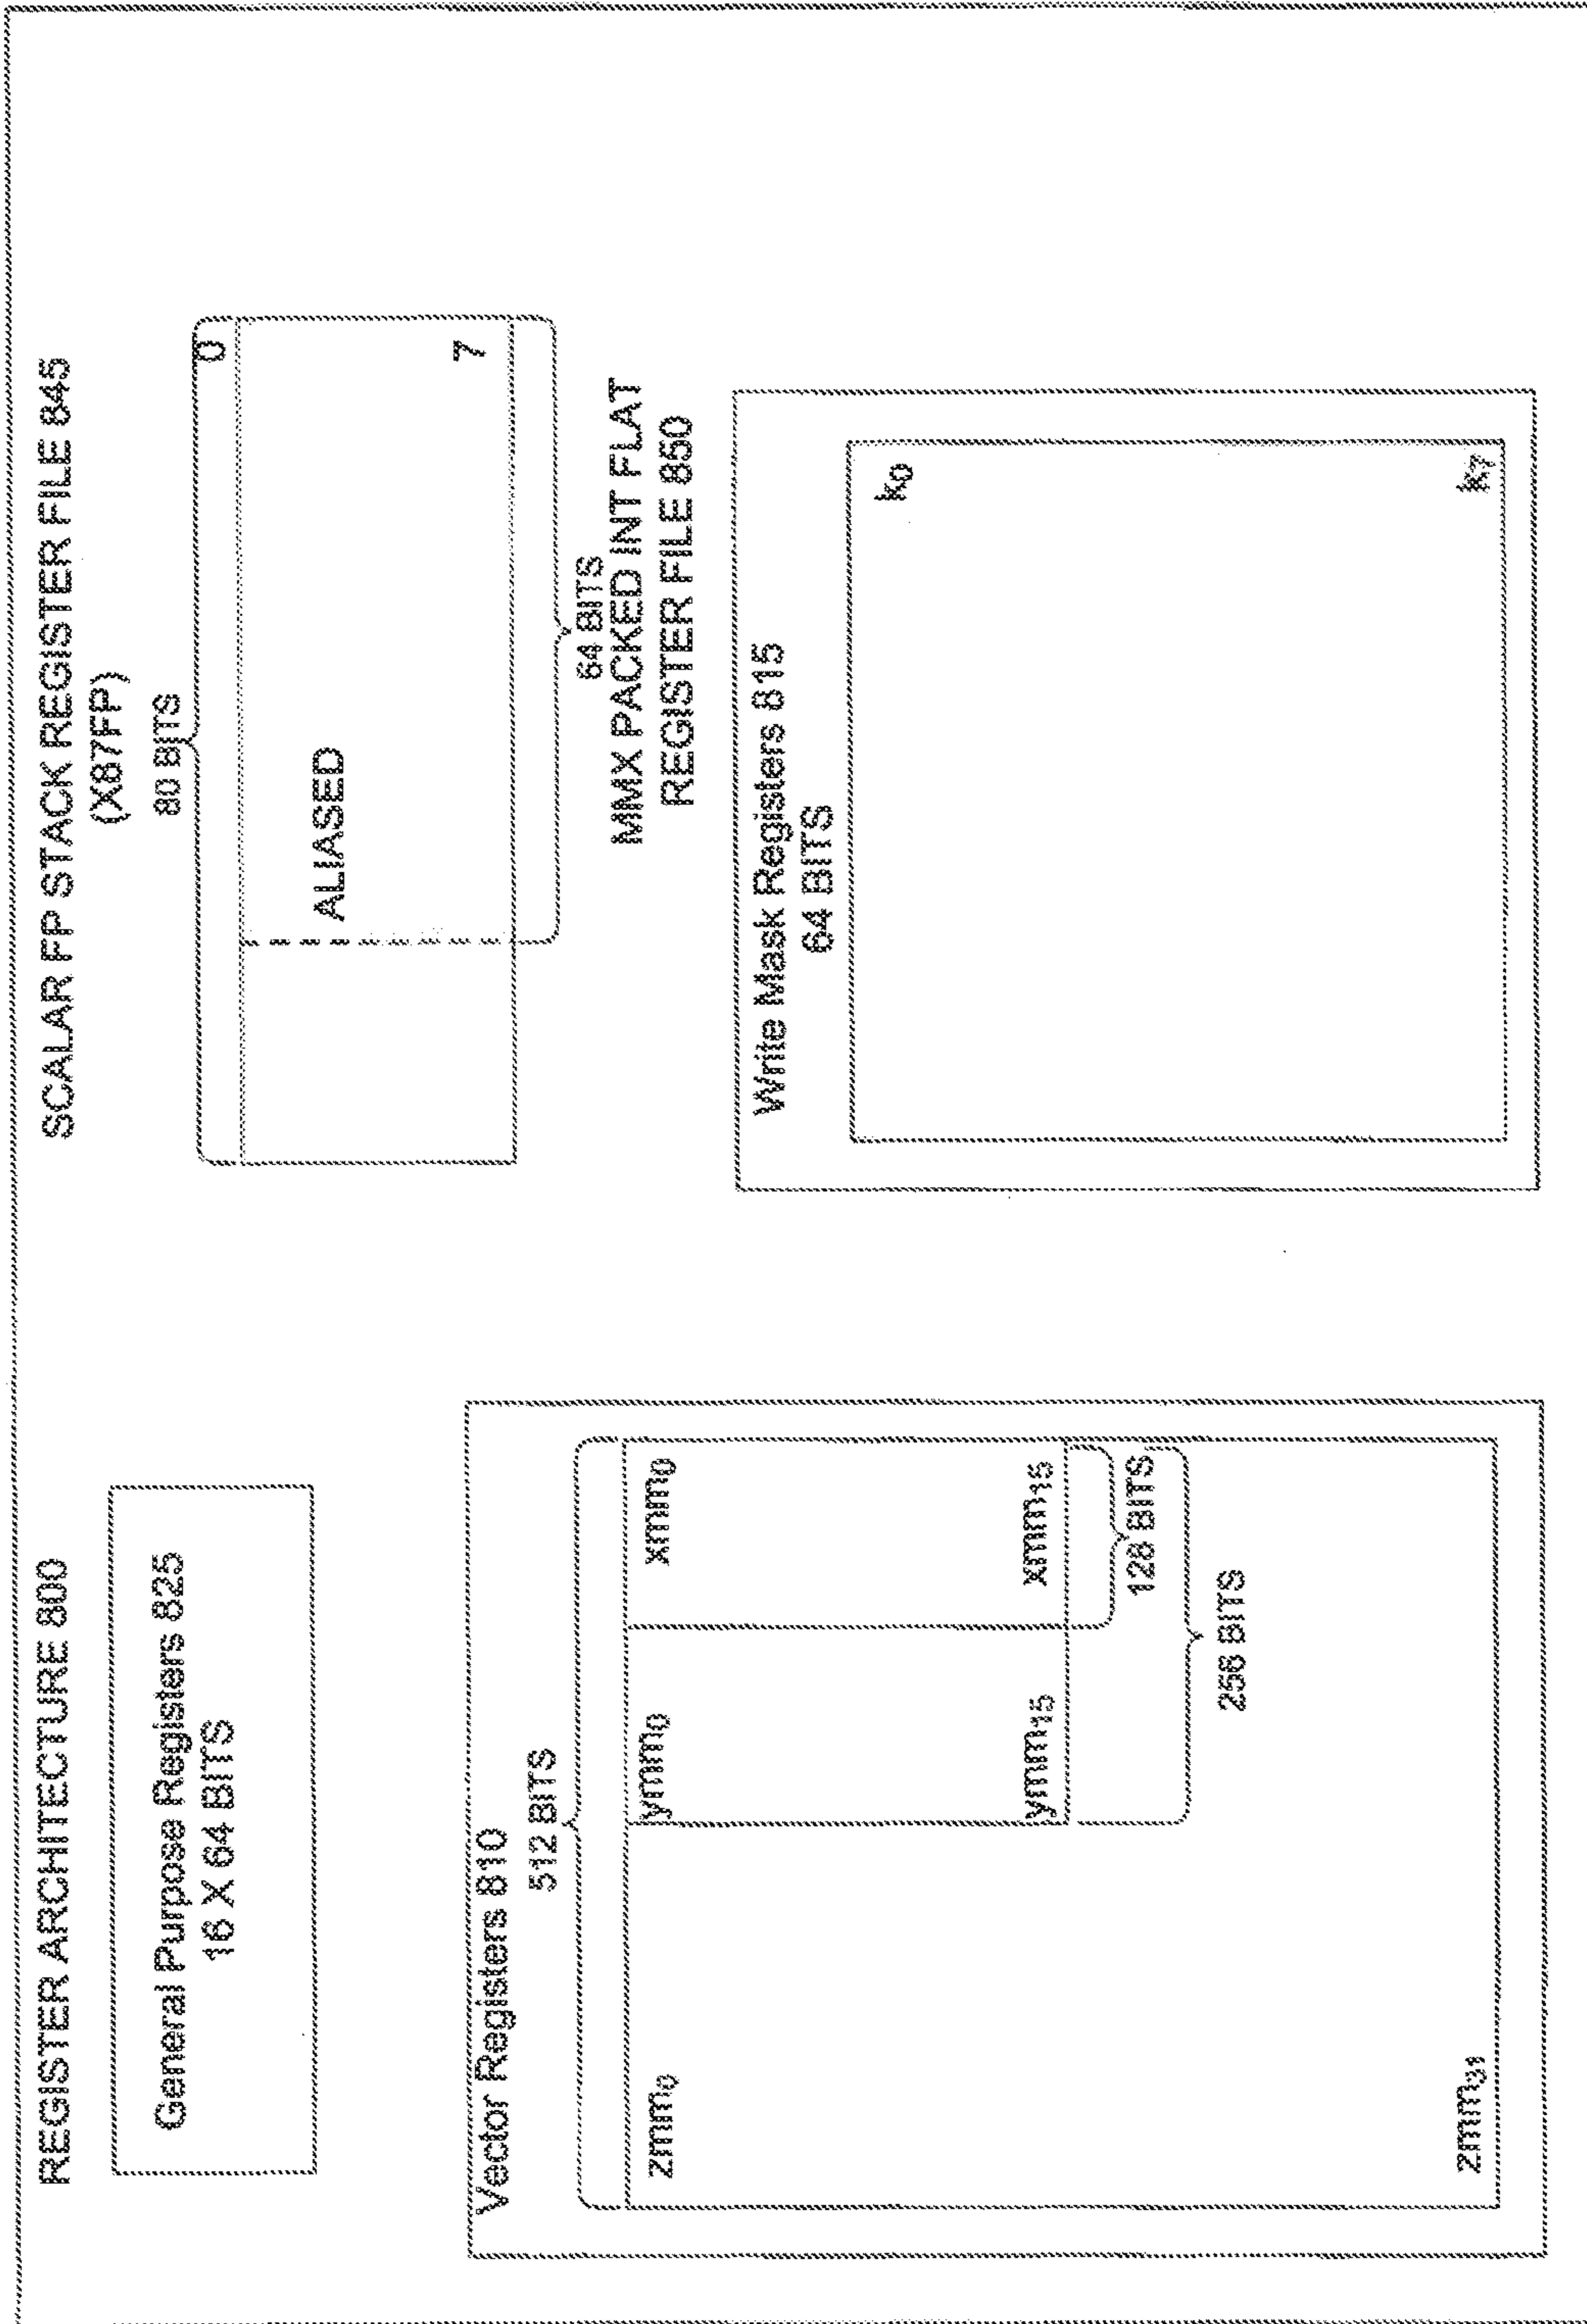 REGISTER ARCHITECTURE 800
General Purpose Registers 825
16 X 64 BITS
Vector Registers 810
512 BITS
zmm0
ymm0
xmm0
ymm15
xmm15
128 BITS
256 BITS
zmm31
SCALAR FP STACK REGISTER FILE 845
(X87FP)
80 BITS
0
ALIASED
7
64 BITS
MMX PACKED INT FLAT
REGISTER FILE 850
Write Mask Registers 815
64 BITS
k0
k7